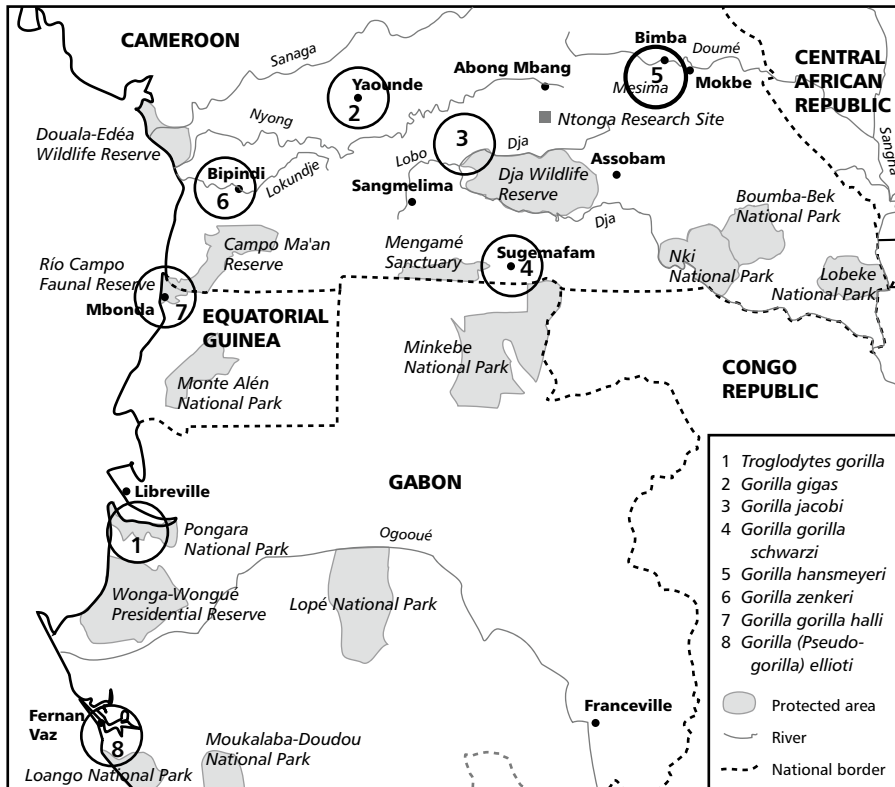 CAMEROON
Sanaga
Bimba
Doumé
CENTRAL
AFRICAN
REPUBLIC
5
Yaounde
2
Abong Mbang
Mokbe
Mesima
Nyong
Ntonga Research Site
Douala-Edéa
Wildlife Reserve
3
Dja
Sangha
Lobo
Bipindi
6
Lokundje
Sangmelima
Dja Wildlife
Reserve
Assobam
Dja
Boumba-Bek
National Park
Campo Ma'an
Reserve
Mengamé
Sanctuary
Sugemafam
4
Nki
National Park
Lobeke
National Park
Río Campo
Faunal Reserve
Mbonda
7
EQUATORIAL
GUINEA
Minkebe
National Park
Monte Alén
National Park
CONGO
REPUBLIC
Libreville
GABON
1
Pongara
National Park
Ogooué
Wonga-Wongué
Presidential Reserve
Lopé National Park
Fernan
Vaz
8
Loango National Park
Moukalaba-Doudou
National Park
Franceville
1 Troglodytes gorilla
2 Gorilla gigas
3 Gorilla jacobi
4 Gorilla gorilla
schwarzi
5 Gorilla hansmeyeri
6 Gorilla zenkeri
7 Gorilla gorilla halli
8 Gorilla (Pseudo-
gorilla) ellioti
Protected area
River
National border